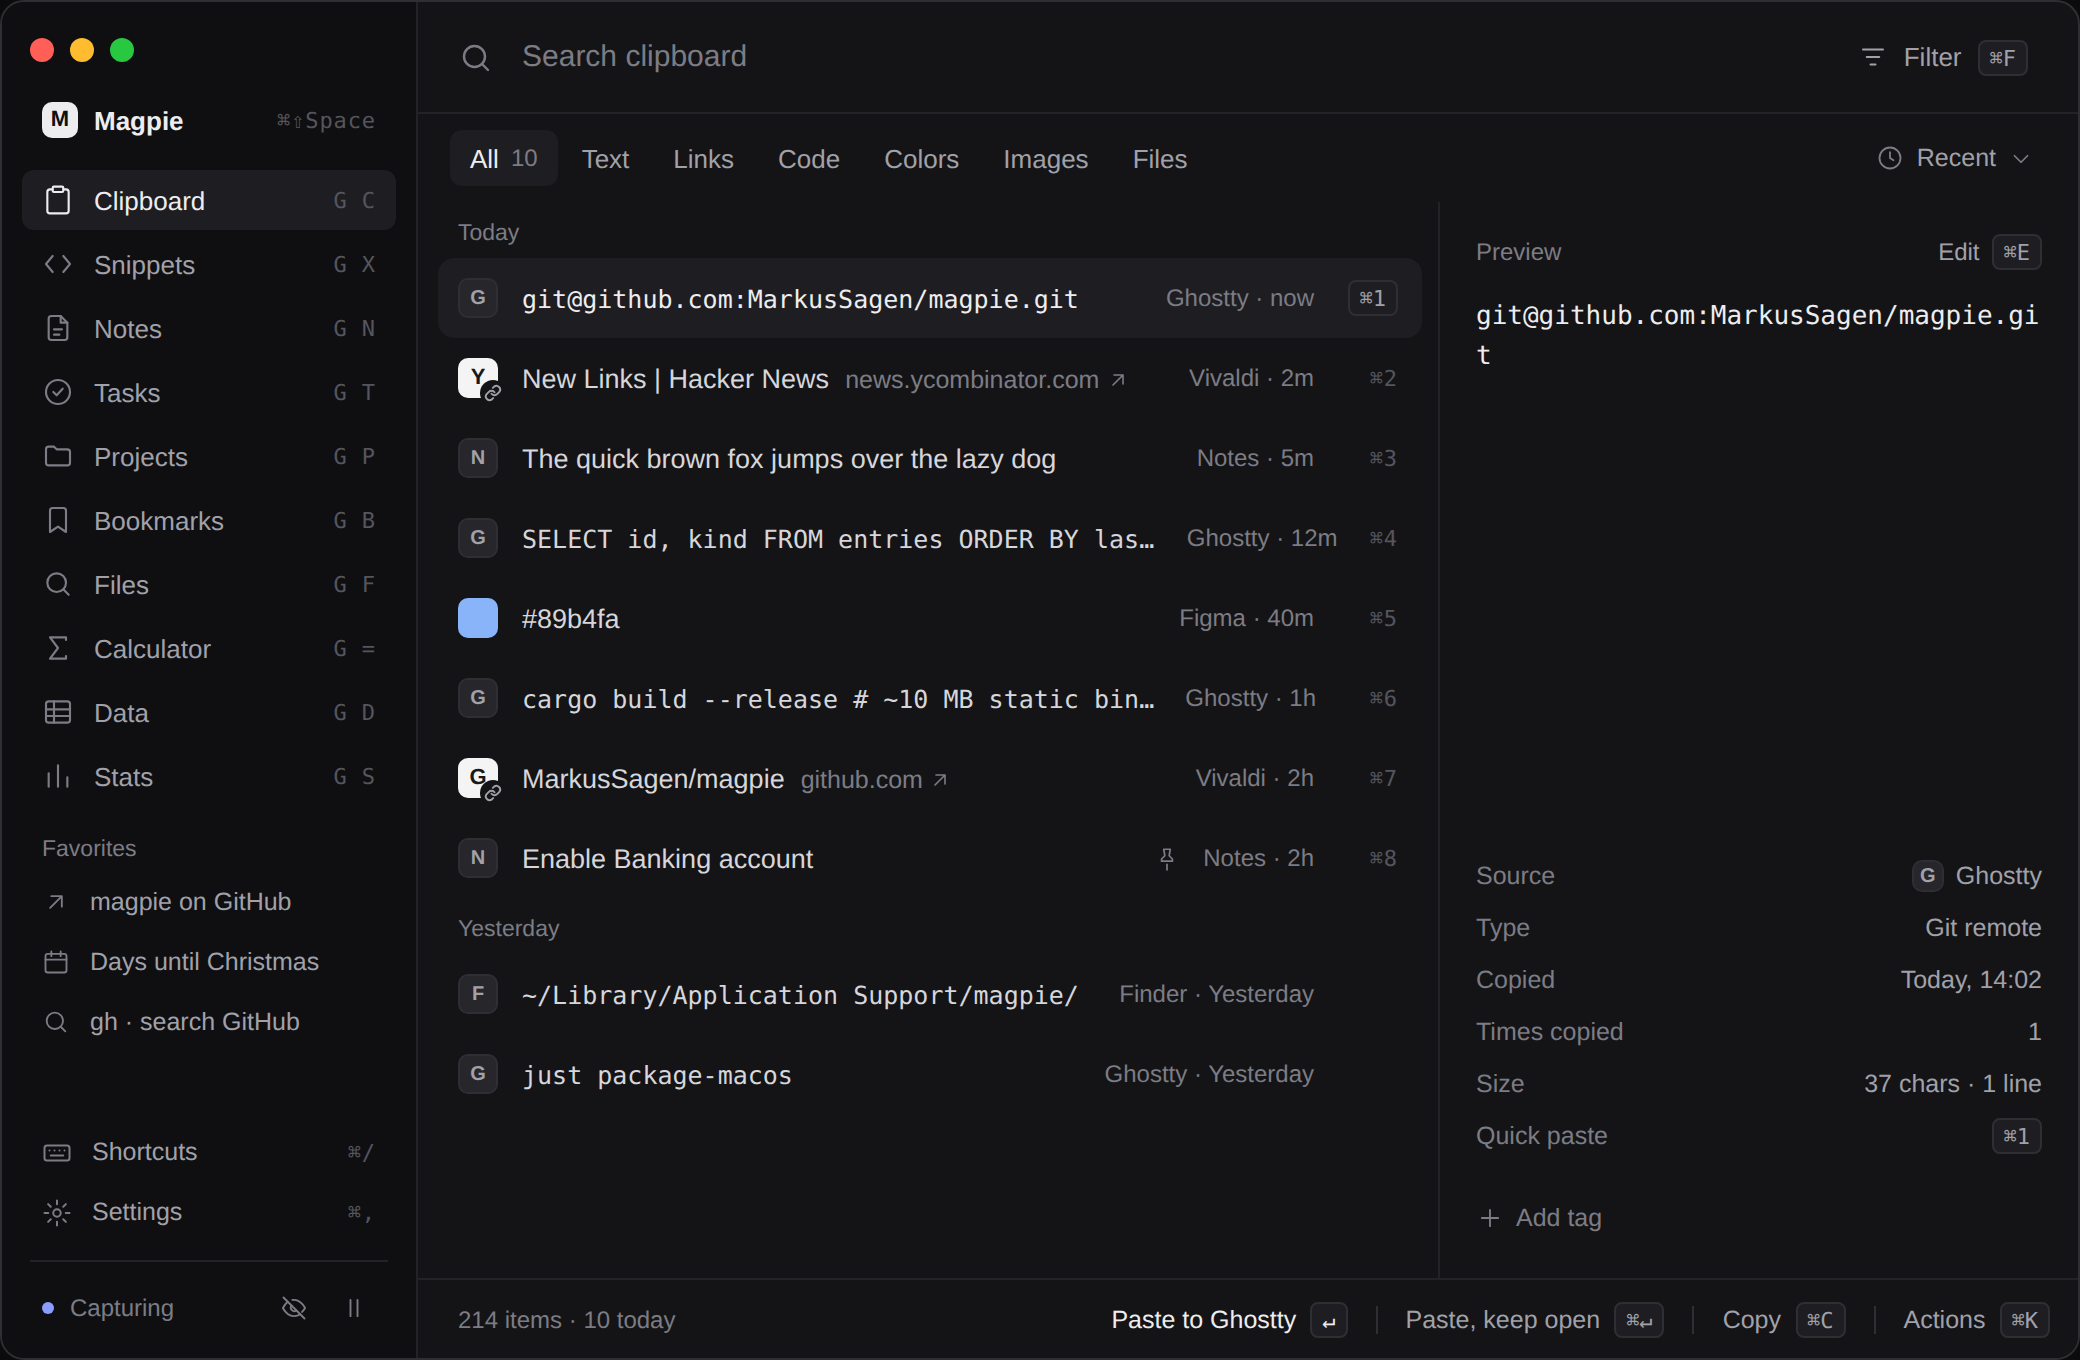 M Magpie ⌘⇧Space
Clipboard G C
Snippets G X
Notes G N
Tasks G T
Projects G P
Bookmarks G B
Files G F
Calculator G =
Data G D
Stats G S
Favorites
magpie on GitHub
Days until Christmas
gh · search GitHub
Shortcuts ⌘/
Settings ⌘,
Capturing
Search clipboard
Filter ⌘F
All 10 Text Links Code Colors Images Files
Recent
Today
G git@github.com:MarkusSagen/magpie.git Ghostty · now ⌘1
Y New Links | Hacker News news.ycombinator.com Vivaldi · 2m ⌘2
N The quick brown fox jumps over the lazy dog Notes · 5m ⌘3
G SELECT id, kind FROM entries ORDER BY las… Ghostty · 12m ⌘4
#89b4fa Figma · 40m ⌘5
G cargo build --release # ~10 MB static bin… Ghostty · 1h ⌘6
G MarkusSagen/magpie github.com Vivaldi · 2h ⌘7
N Enable Banking account Notes · 2h ⌘8
Yesterday
F ~/Library/Application Support/magpie/ Finder · Yesterday
G just package-macos Ghostty · Yesterday
Preview Edit ⌘E
git@github.com:MarkusSagen/magpie.gi
t
Source G Ghostty
Type Git remote
Copied Today, 14:02
Times copied 1
Size 37 chars · 1 line
Quick paste ⌘1
Add tag
214 items · 10 today
Paste to Ghostty ↵
Paste, keep open ⌘↵
Copy ⌘C
Actions ⌘K